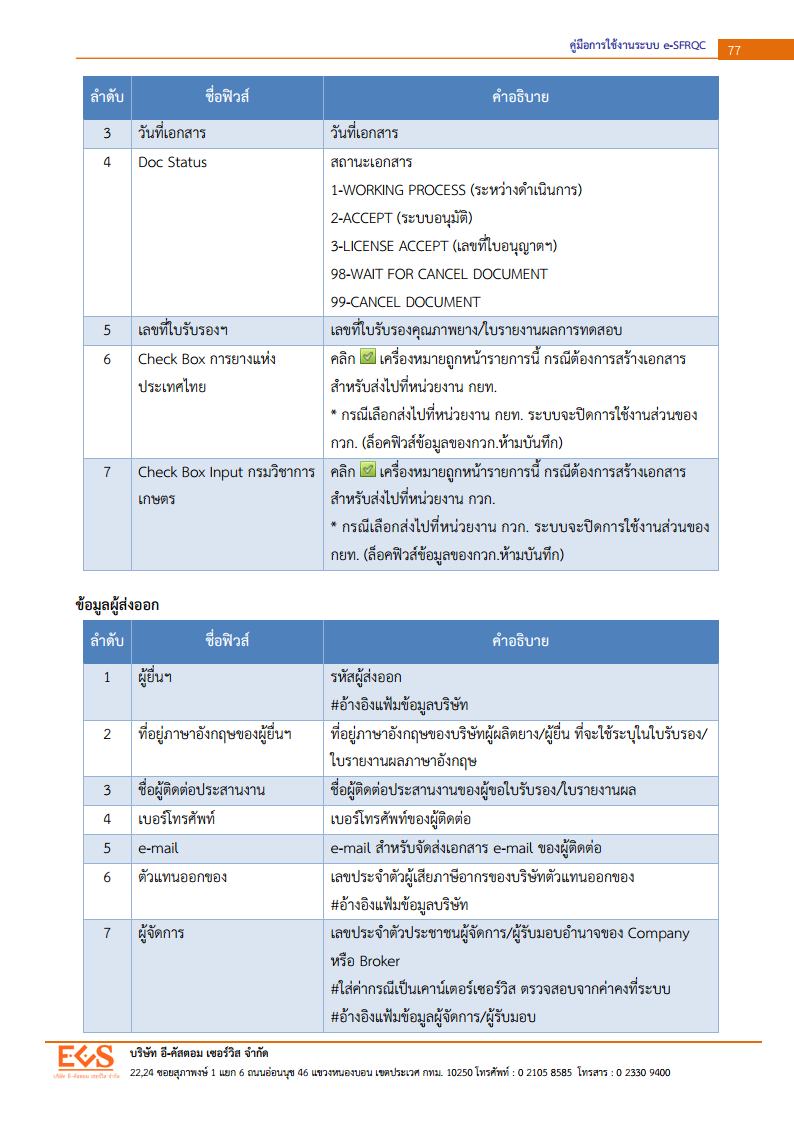 คู่มือการใช้งานระบบ e-SFRQC 77
ลำดับ ชื่อฟิวส์ คำอธิบาย
3 วันที่เอกสาร วันที่เอกสาร
4 Doc Status สถานะเอกสาร
1-WORKING PROCESS (ระหว่างดำเนินการ)
2-ACCEPT (ระบบอนุมัติ)
3-LICENSE ACCEPT (เลขที่ใบอนุญาตฯ)
98-WAIT FOR CANCEL DOCUMENT
99-CANCEL DOCUMENT
5 เลขที่ใบรับรองฯ เลขที่ใบรับรองคุณภาพยาง/ใบรายงานผลการทดสอบ
6 Check Box การยางแห่ง คลิก เครื่องหมายถูกหน้ารายการนี้ กรณีต้องการสร้างเอกสาร
ประเทศไทย สำหรับส่งไปที่หน่วยงาน กยท.
* กรณีเลือกส่งไปที่หน่วยงาน กยท. ระบบจะปิดการใช้งานส่วนของ
กวก. (ล็อคฟิวส์ข้อมูลของกวก.ห้ามบันทึก)
7 Check Box Input กรมวิชาการ คลิก เครื่องหมายถูกหน้ารายการนี้ กรณีต้องการสร้างเอกสาร
เกษตร สำหรับส่งไปที่หน่วยงาน กวก.
* กรณีเลือกส่งไปที่หน่วยงาน กวก. ระบบจะปิดการใช้งานส่วนของ
กยท. (ล็อคฟิวส์ข้อมูลของกวก.ห้ามบันทึก)
ข้อมูลผู้ส่งออก
ลำดับ ชื่อฟิวส์ คำอธิบาย
1 ผู้ยื่นฯ รหัสผู้ส่งออก
#อ้างอิงแฟ้มข้อมูลบริษัท
2 ที่อยู่ภาษาอังกฤษของผู้ยื่นฯ ที่อยู่ภาษาอังกฤษของบริษัทผู้ผลิตยาง/ผู้ยื่น ที่จะใช้ระบุในใบรับรอง/
ใบรายงานผลภาษาอังกฤษ
3 ชื่อผู้ติดต่อประสานงาน ชื่อผู้ติดต่อประสานงานของผู้ขอใบรับรอง/ใบรายงานผล
4 เบอร์โทรศัพท์ เบอร์โทรศัพท์ของผู้ติดต่อ
5 e-mail e-mail สำหรับจัดส่งเอกสาร e-mail ของผู้ติดต่อ
6 ตัวแทนออกของ เลขประจำตัวผู้เสียภาษีอากรของบริษัทตัวแทนออกของ
#อ้างอิงแฟ้มข้อมูลบริษัท
7 ผู้จัดการ เลขประจำตัวประชาชนผู้จัดการ/ผู้รับมอบอำนาจของ Company
หรือ Broker
#ใส่ค่ากรณีเป็นเคาน์เตอร์เซอร์วิส ตรวจสอบจากค่าคงที่ระบบ
#อ้างอิงแฟ้มข้อมูลผู้จัดการ/ผู้รับมอบ
ECS บริษัท อี-คัสตอม เซอร์วิส จำกัด
บริษัท อี-คัสตอม เซอร์วิส จำกัด
22,24 ซอยสุภาพงษ์ 1 แยก 6 ถนนอ่อนนุช 46 แขวงหนองบอน เขตประเวศ กทม. 10250 โทรศัพท์ : 0 2105 8585 โทรสาร : 0 2330 9400